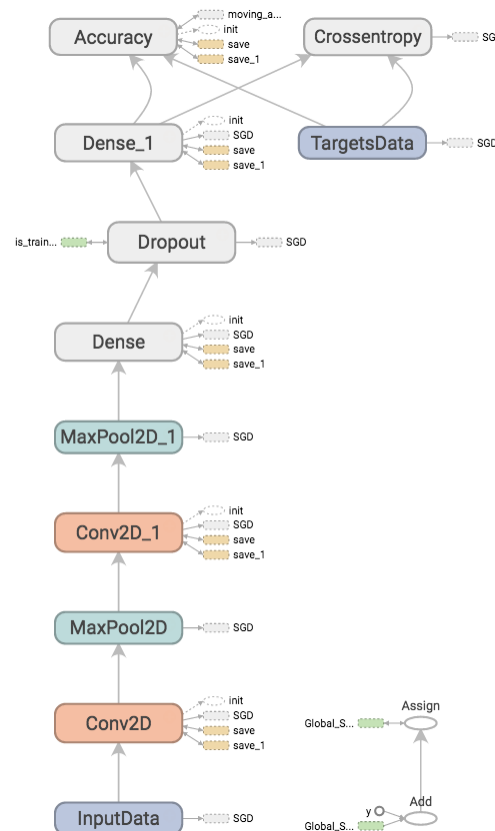 moving_a...
init
Accuracy
save
save_1
Crossentropy
SG
init
SGD
Dense_1
save
save_1
TargetsData
SGD
is_train...
Dropout
SGD
init
SGD
Dense
save
save_1
MaxPool2D_1
SGD
init
SGD
Conv2D_1
save
save_1
MaxPool2D
SGD
init
SGD
Conv2D
save
save_1
Assign
Global_S...
Add
y
Global_S...
InputData
SGD